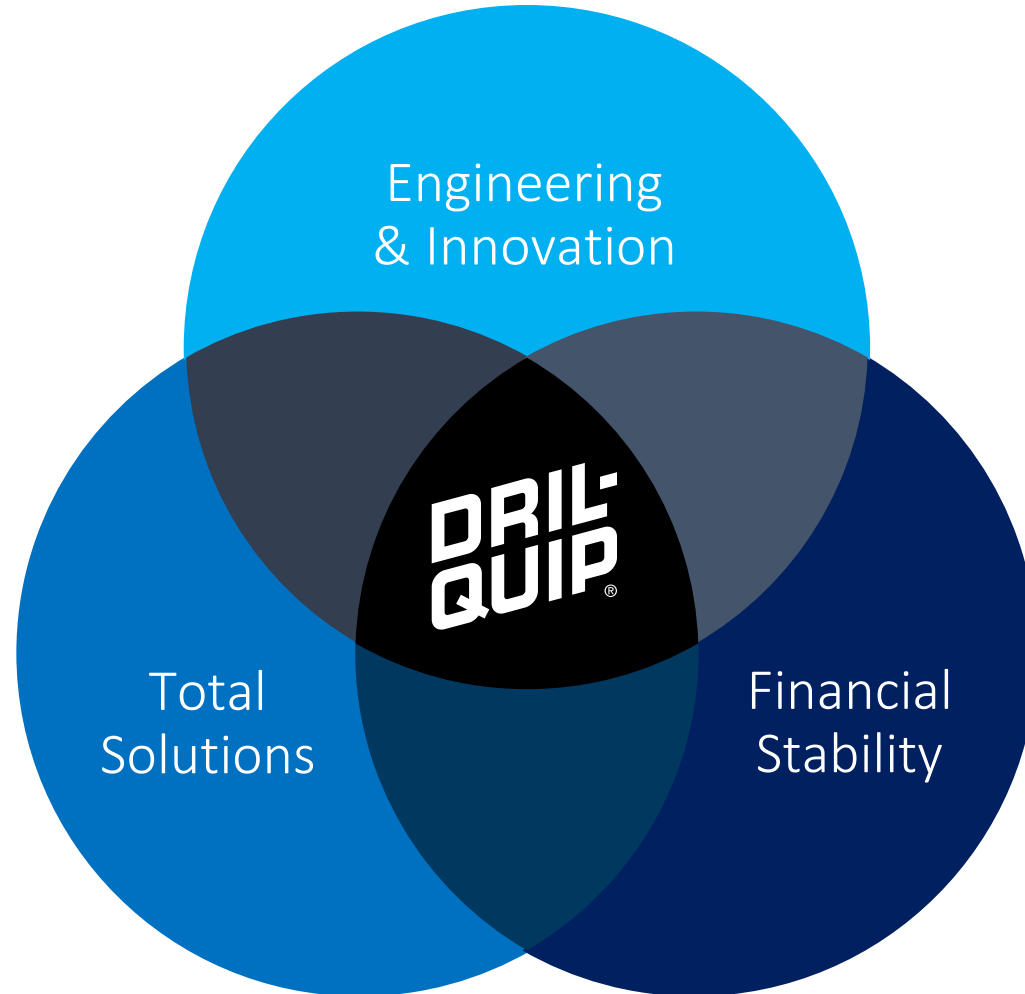 Engineering
& Innovation
DRIL-
QUIP®
Total
Solutions
Financial
Stability